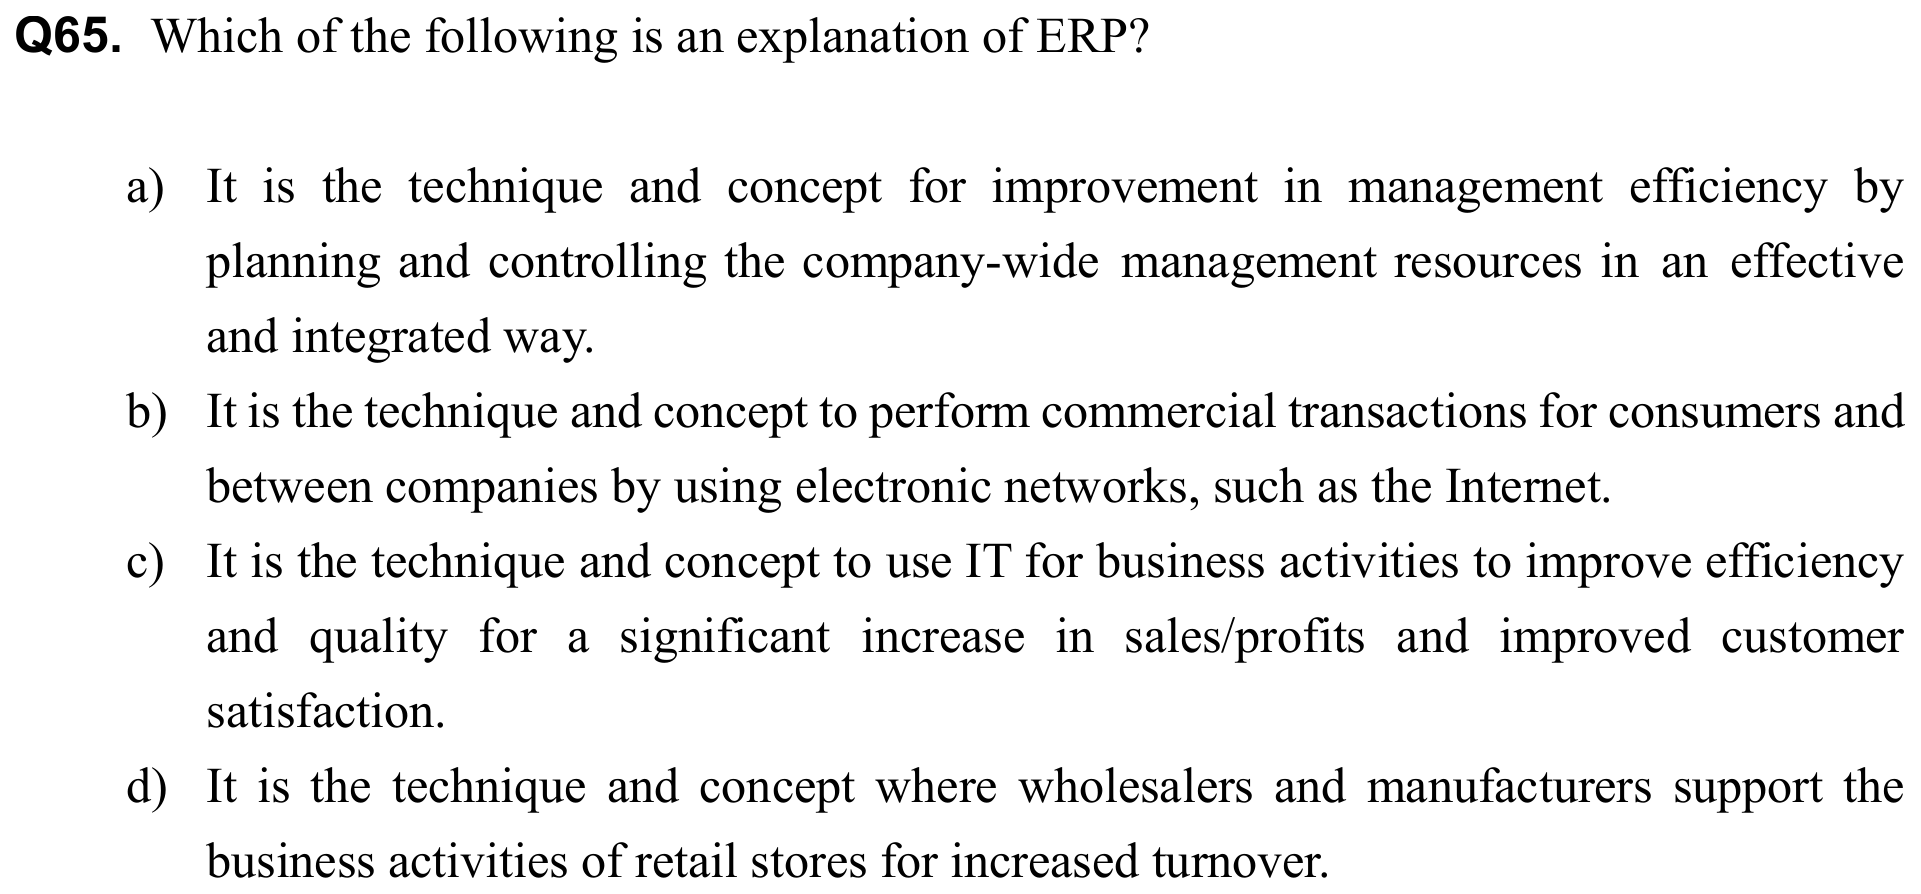 Q65. Which of the following is an explanation of ERP?
a) It is the technique and concept for improvement in management efficiency by
planning and controlling the company-wide management resources in an effective
and integrated way.
b) It is the technique and concept to perform commercial transactions for consumers and
between companies by using electronic networks, such as the Internet.
c) It is the technique and concept to use IT for business activities to improve efficiency
and quality for a significant increase in sales/profits and improved customer
satisfaction.
d) It is the technique and concept where wholesalers and manufacturers support the
business activities of retail stores for increased turnover.